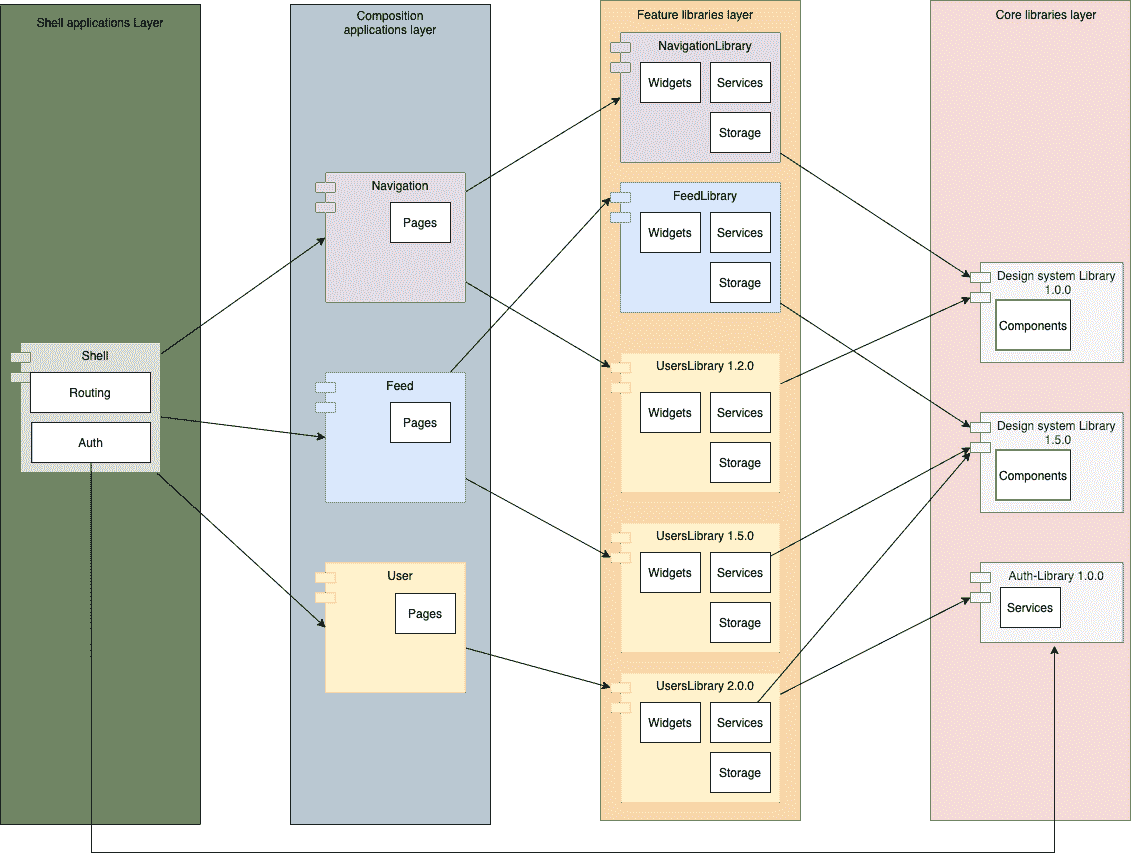 Shell applications Layer
Shell
Routing
Auth
Composition
applications layer
Navigation
Pages
Feed
Pages
User
Pages
Feature libraries layer
NavigationLibrary
Widgets
Services
Storage
FeedLibrary
Widgets
Services
Storage
UsersLibrary 1.2.0
Widgets
Services
Storage
UsersLibrary 1.5.0
Widgets
Services
Storage
UsersLibrary 2.0.0
Widgets
Services
Storage
Core libraries layer
Design system Library
1.0.0
Components
Design system Library
1.5.0
Components
Auth-Library 1.0.0
Services